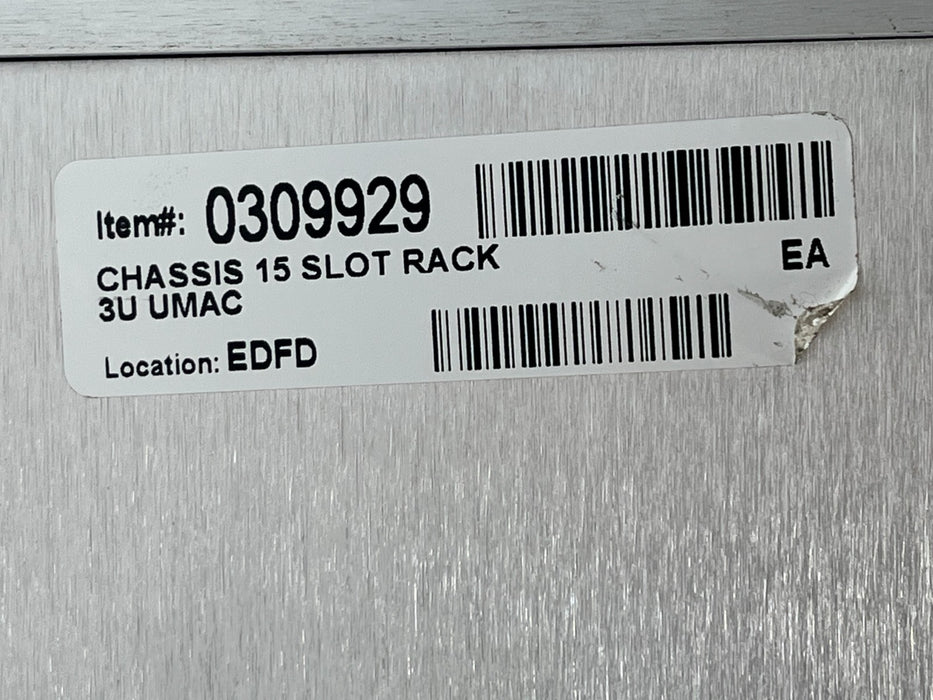 Item#: 0309929
CHASSIS 15 SLOT RACK
3U UMAC
EA
Location: EDFD